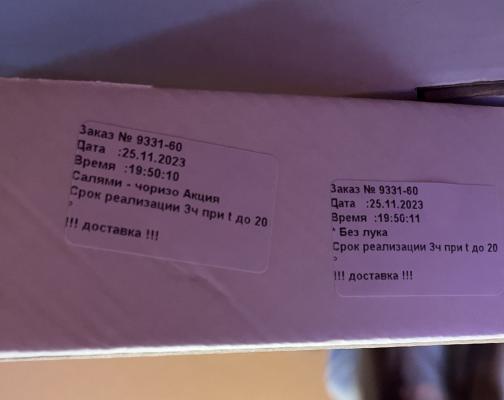 Заказ № 9331-60
Дата :25.11.2023
Время :19:50:10
Салями - чоризо Акция
Срок реализации 3ч при t до 20
°
!!! доставка !!!
Заказ № 9331-60
Дата :25.11.2023
Время :19:50:11
* Без лука
Срок реализации 3ч при t до 20
°
!!! доставка !!!